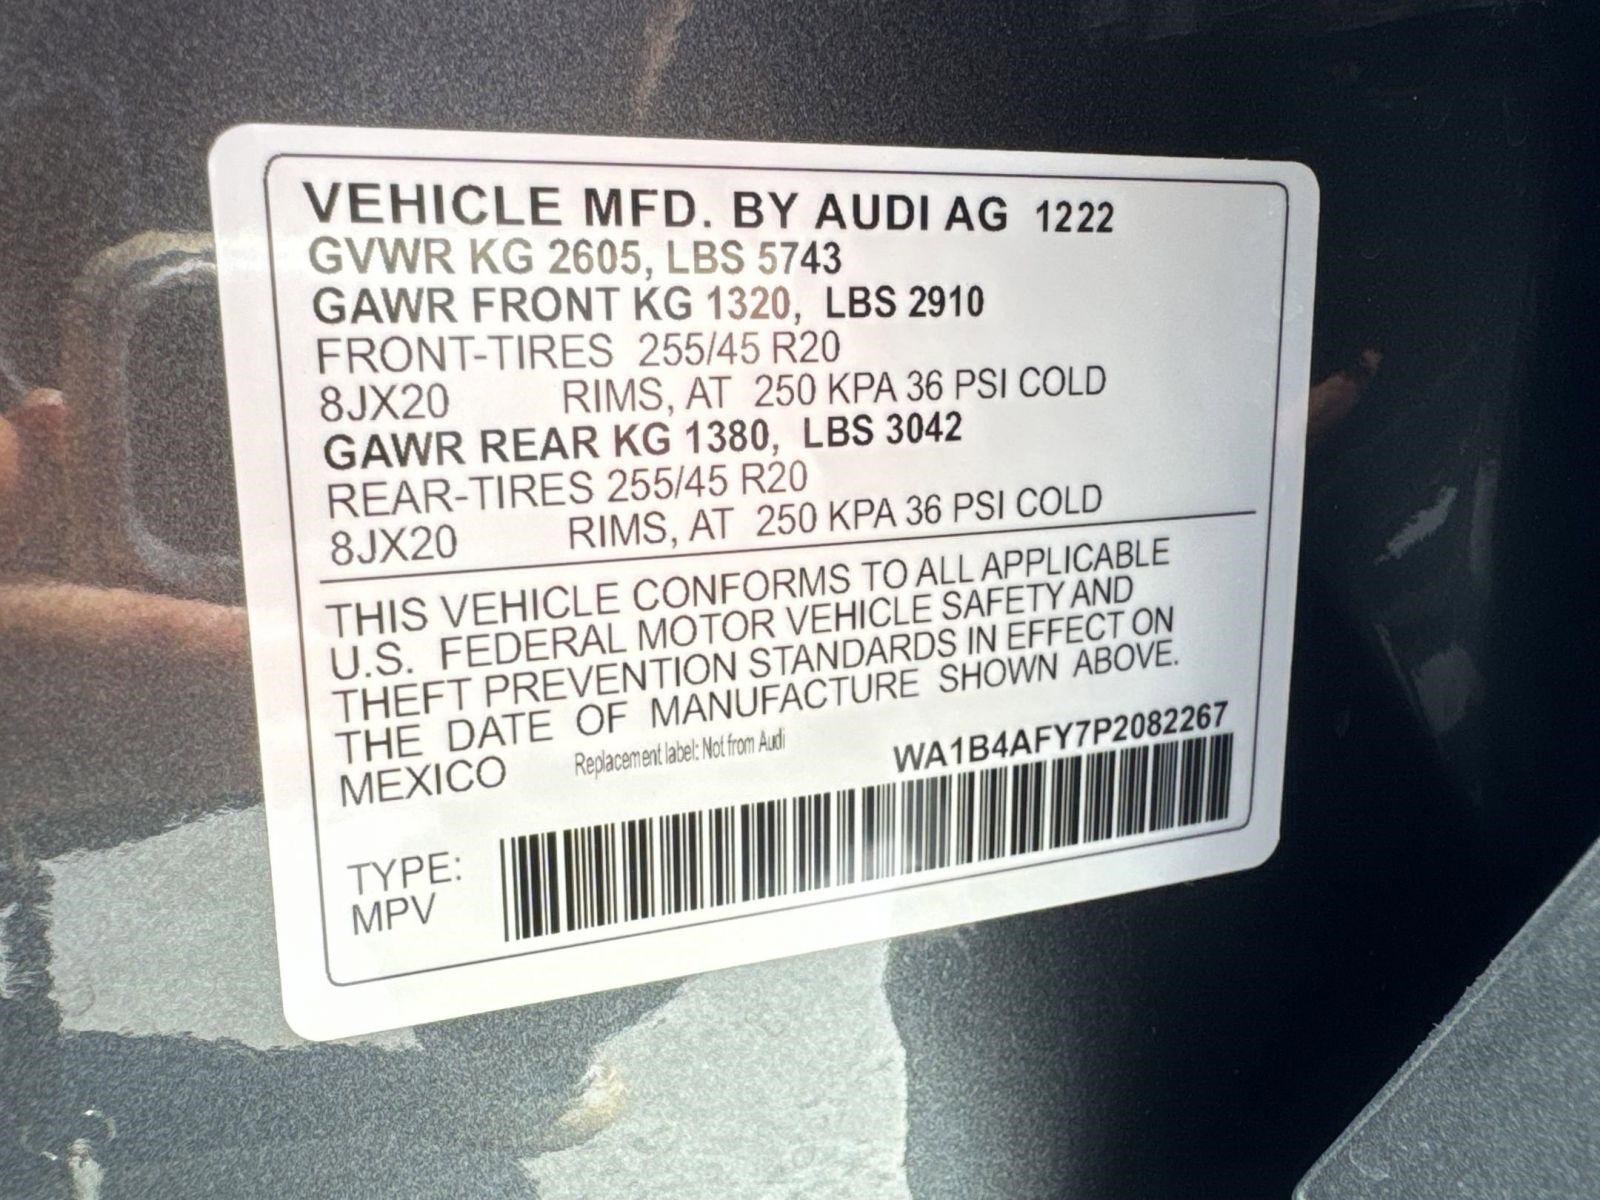 VEHICLE MFD. BY AUDI AG 1222
GVWR KG 2605, LBS 5743
GAWR FRONT KG 1320, LBS 2910
FRONT-TIRES 255/45 R20
8JX20 RIMS, AT 250 KPA 36 PSI COLD
GAWR REAR KG 1380, LBS 3042
REAR-TIRES 255/45 R20
8JX20 RIMS, AT 250 KPA 36 PSI COLD
THIS VEHICLE CONFORMS TO ALL APPLICABLE
U.S. FEDERAL MOTOR VEHICLE SAFETY AND
THEFT PREVENTION STANDARDS IN EFFECT ON
THE DATE OF MANUFACTURE SHOWN ABOVE.
MEXICO Replacement label: Not from Audi WA1B4AFY7P2082267
TYPE:
MPV